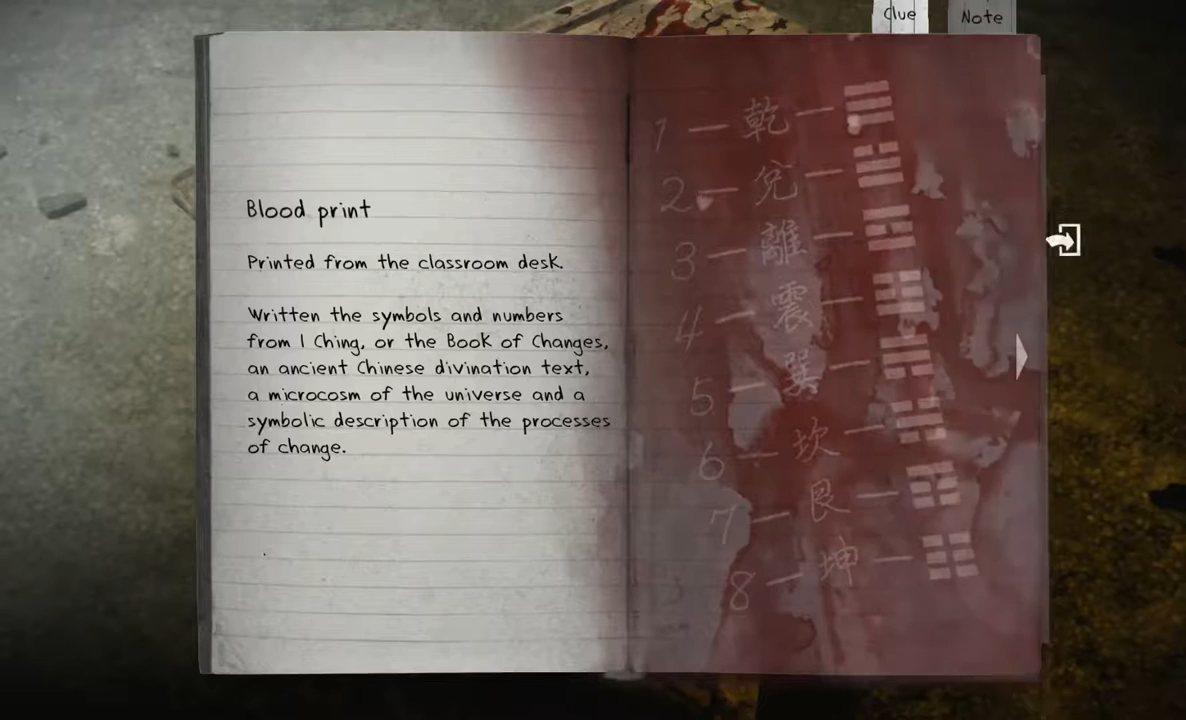 Clue
Note
Blood print
Printed from the classroom desk.
Written the symbols and numbers
from I Ching, or the Book of Changes,
an ancient Chinese divination text,
a microcosm of the universe and a
symbolic description of the processes
of change.
1 — 乾 — ☰
2 — 兌 — ☱
3 — 離 — ☲
4 — 震 — ☳
5 — 巽 — ☴
6 — 坎 — ☵
7 — 艮 — ☶
8 — 坤 — ☷